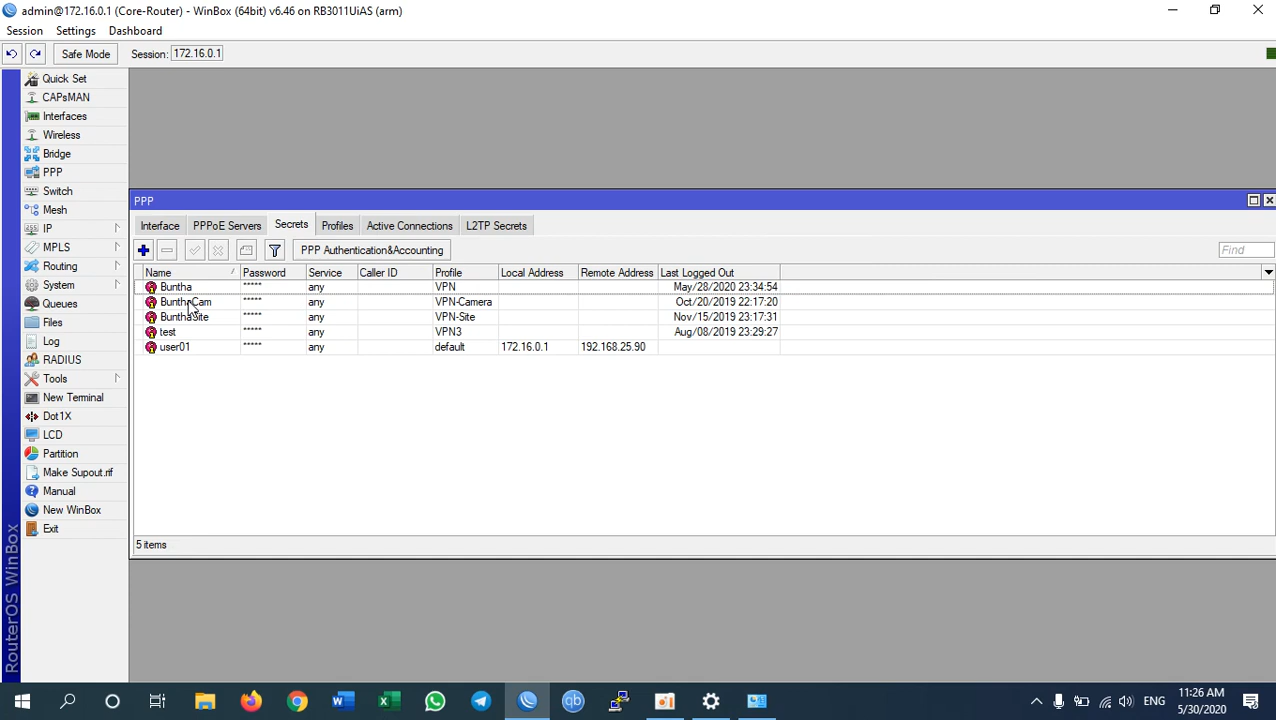 admin@172.16.0.1 (Core-Router) - WinBox (64bit) v6.46 on RB3011UiAS (arm)
Session Settings Dashboard
Safe Mode Session: 172.16.0.1
Quick Set
CAPsMAN
Interfaces
Wireless
Bridge
PPP
Switch
Mesh
IP
MPLS
Routing
System
Queues
Files
Log
RADIUS
Tools
New Terminal
Dot1X
LCD
Partition
Make Supout.rif
Manual
New WinBox
Exit
RouterOS WinBox
PPP
Interface PPPoE Servers Secrets Profiles Active Connections L2TP Secrets
PPP Authentication&Accounting Find
Name Password Service Caller ID Profile Local Address Remote Address Last Logged Out
Buntha ***** any VPN May/28/2020 23:34:54
BunthaCam ***** any VPN-Camera Oct/20/2019 22:17:20
BunthaSite ***** any VPN-Site Nov/15/2019 23:17:31
test ***** any VPN3 Aug/08/2019 23:29:27
user01 ***** any default 172.16.0.1 192.168.25.90
5 items
ENG
11:26 AM
5/30/2020